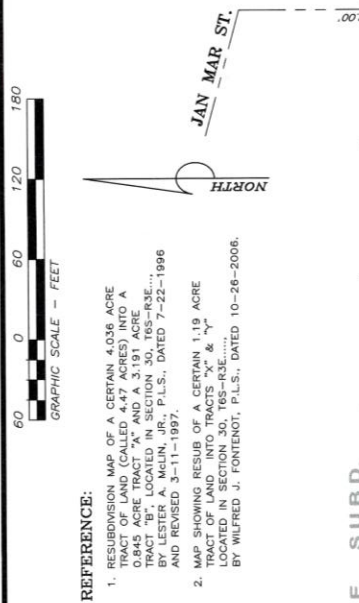 60 0 60 120 180
GRAPHIC SCALE - FEET
REFERENCE:
1. RESUBDIVISION MAP OF A CERTAIN 4.036 ACRE
TRACT OF LAND (CALLED 4.47 ACRES) INTO A
0.845 ACRE TRACT "A" AND A 3.191 ACRE
TRACT "B", LOCATED IN SECTION 30, T6S-R3E....,
BY LESTER A. McLIN, JR., P.L.S., DATED 7-22-1996
AND REVISED 3-11-1997.
2. MAP SHOWING RESUB OF A CERTAIN 1.19 ACRE
TRACT OF LAND INTO TRACTS "X" & "Y"
LOCATED IN SECTION 30, T6S-R3E.....,
BY WILFRED J. FONTENOT, P.L.S., DATED 10-26-2006.
NORTH
JAN MAR ST.
SUBD